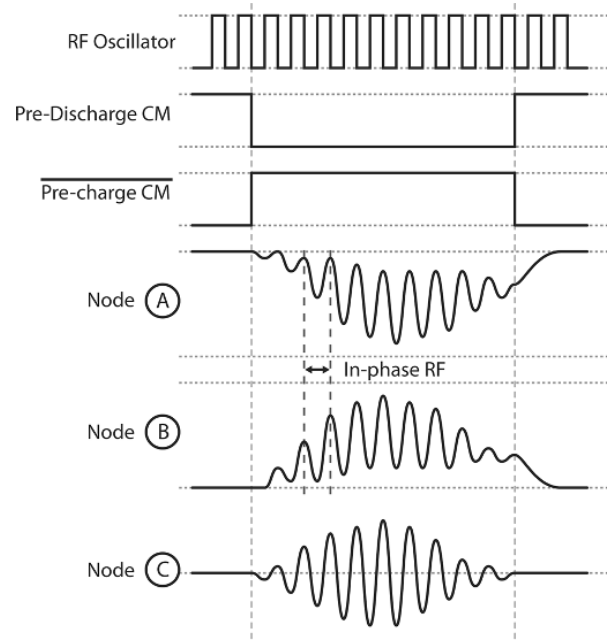 RF Oscillator
Pre-Discharge CM
Pre-charge CM
Node A
In-phase RF
Node B
Node C